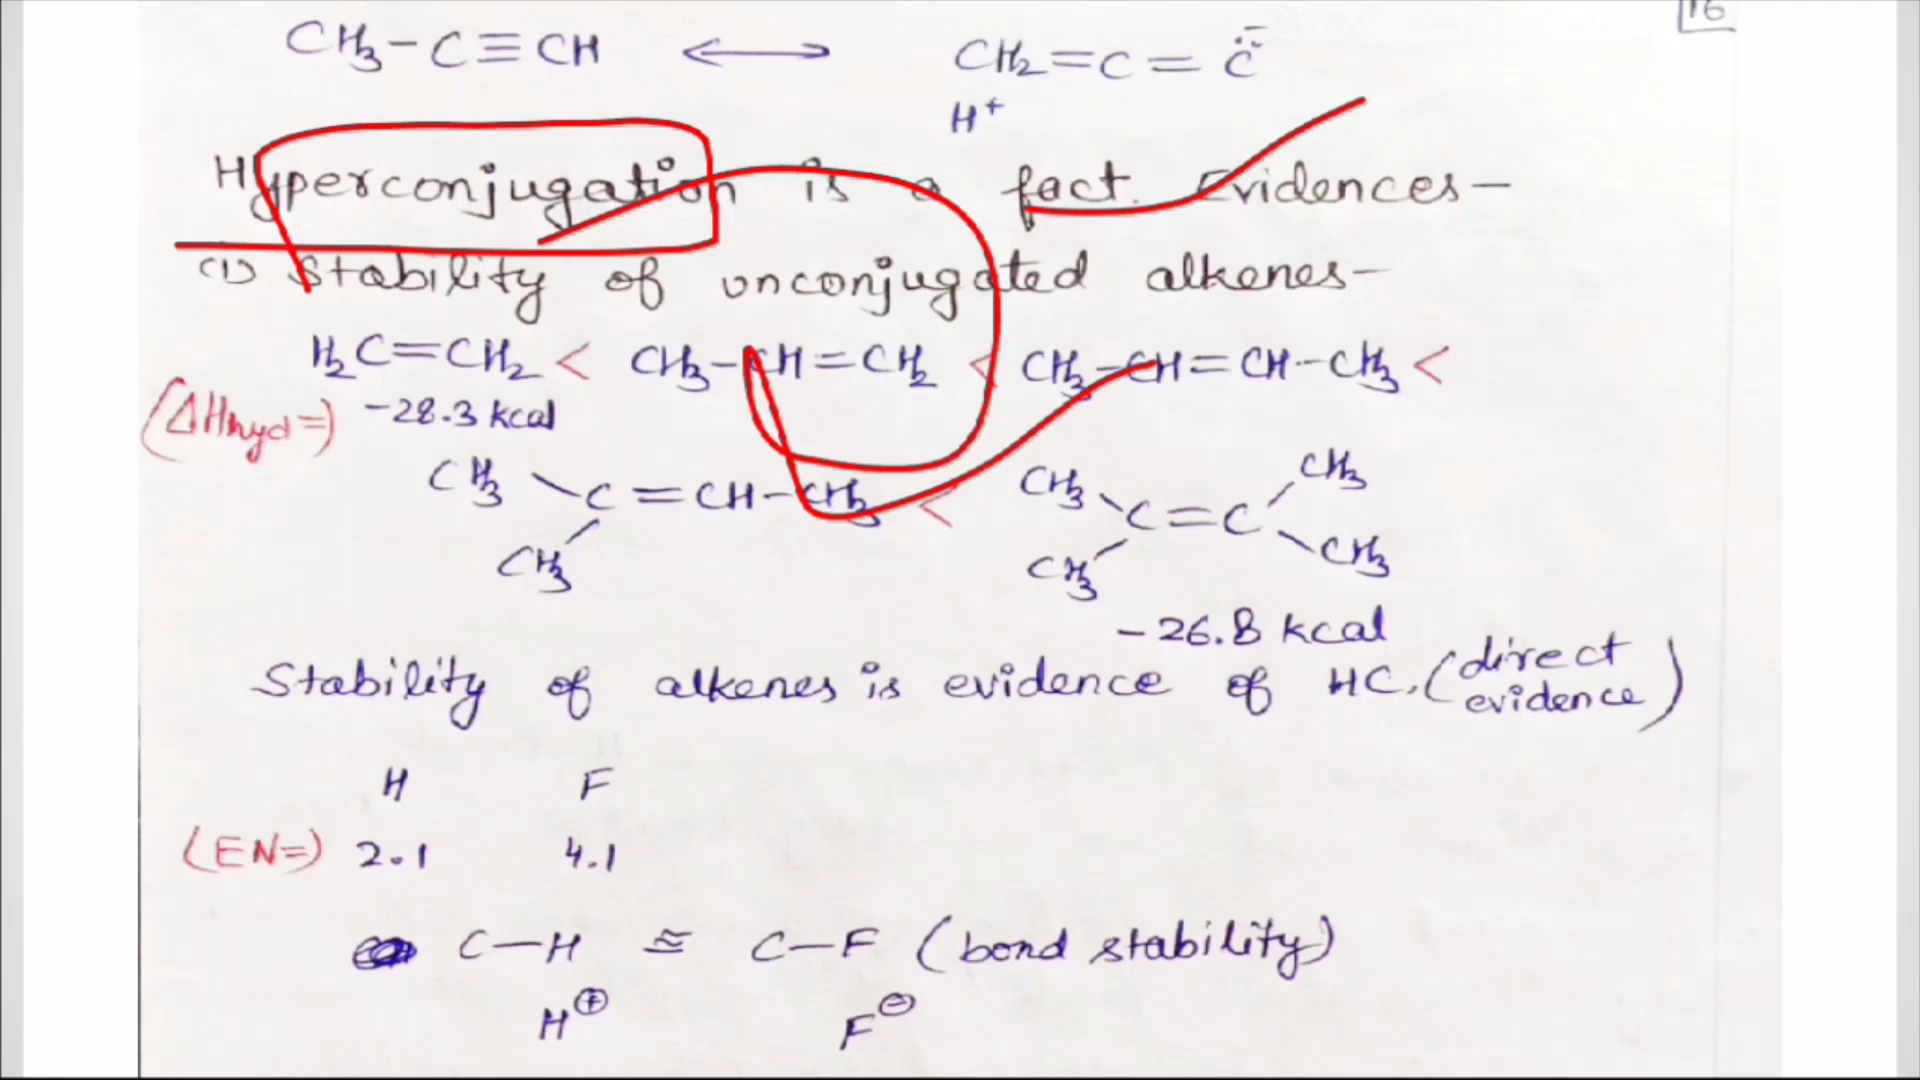 16
CH3-C≡CH ⟷ CH2=C=C̈⁻
H+
Hyperconjugation is a fact. Evidences-
(1) Stability of unconjugated alkenes-
H2C=CH2 < CH3-CH=CH2 < CH3-CH=CH-CH3 <
(ΔHhyd=) -28.3 kcal
CH3 \ C=CH-CH3 < CH3 \ C=C / CH3
CH3 / CH3 / \ CH3
-26.8 kcal
Stability of alkenes is evidence of HC. (direct evidence)
H F
(EN=) 2.1 4.1
C-H ≈ C-F (bond stability)
H⊕ F⊖